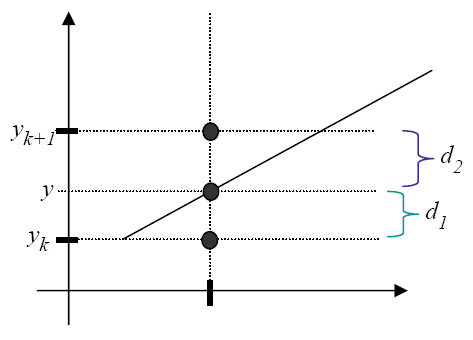 y_{k+1}
d_2
y
d_1
y_k